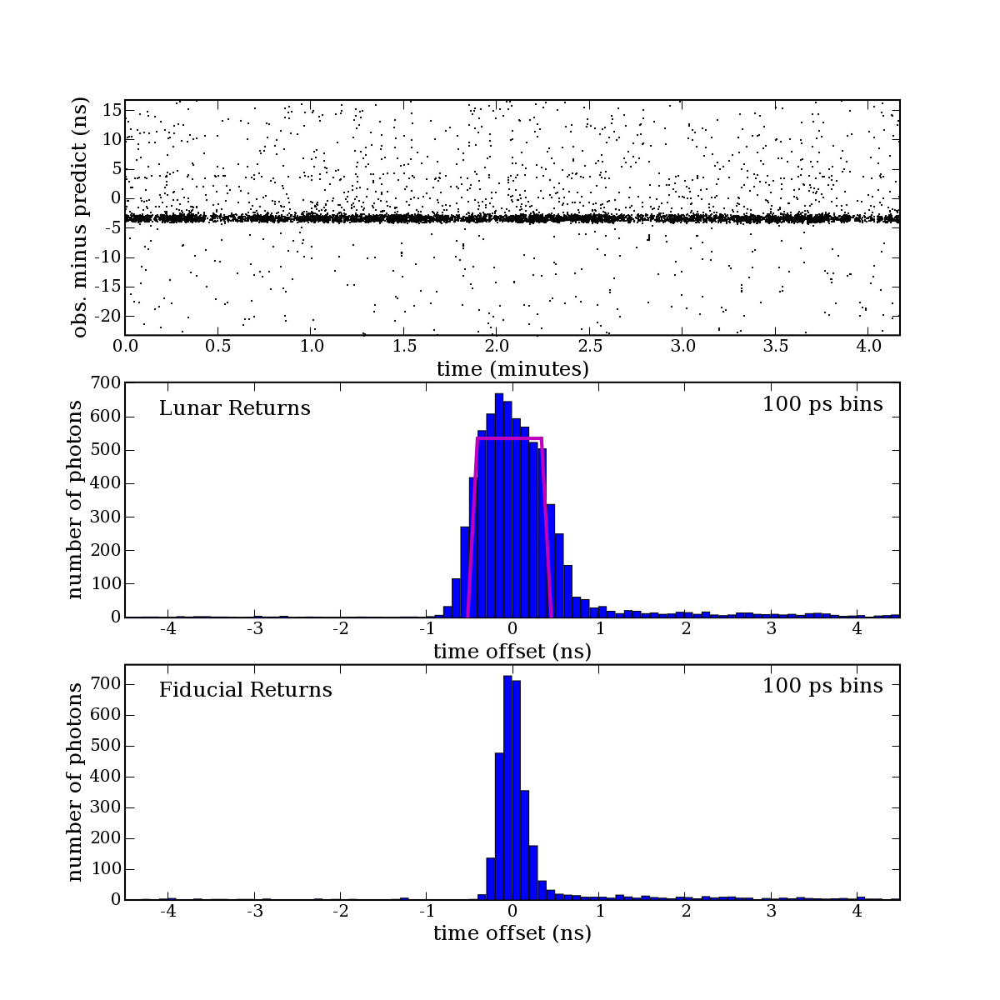 obs. minus predict (ns)
15
10
5
0
-5
-10
-15
-20
0.0 0.5 1.0 1.5 2.0 2.5 3.0 3.5 4.0
time (minutes)
number of photons
700
600
500
400
300
200
100
0
Lunar Returns 100 ps bins
-4 -3 -2 -1 0 1 2 3 4
time offset (ns)
number of photons
700
600
500
400
300
200
100
0
Fiducial Returns 100 ps bins
-4 -3 -2 -1 0 1 2 3 4
time offset (ns)